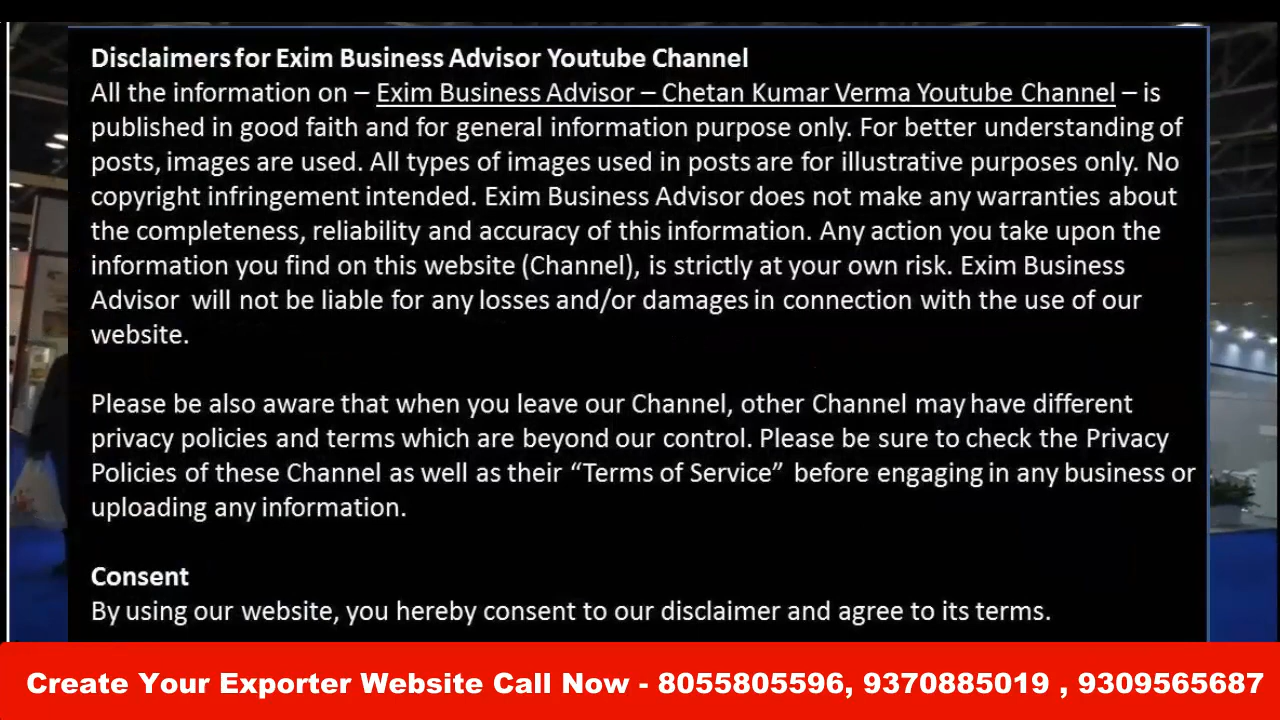 Disclaimers for Exim Business Advisor Youtube Channel
All the information on – Exim Business Advisor – Chetan Kumar Verma Youtube Channel – is
published in good faith and for general information purpose only. For better understanding of
posts, images are used. All types of images used in posts are for illustrative purposes only. No
copyright infringement intended. Exim Business Advisor does not make any warranties about
the completeness, reliability and accuracy of this information. Any action you take upon the
information you find on this website (Channel), is strictly at your own risk. Exim Business
Advisor will not be liable for any losses and/or damages in connection with the use of our
website.
Please be also aware that when you leave our Channel, other Channel may have different
privacy policies and terms which are beyond our control. Please be sure to check the Privacy
Policies of these Channel as well as their “Terms of Service” before engaging in any business or
uploading any information.
Consent
By using our website, you hereby consent to our disclaimer and agree to its terms.
Create Your Exporter Website Call Now - 8055805596, 9370885019 , 9309565687